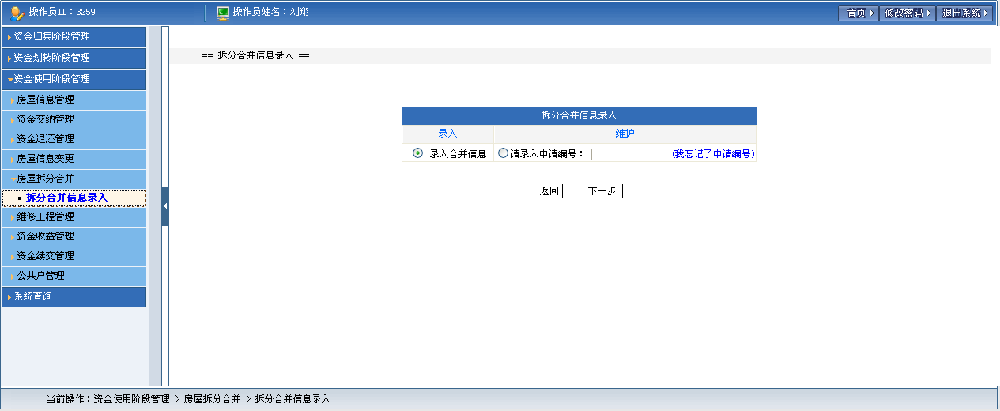 操作员ID：3259 操作员姓名：刘翔 首页 修改密码 退出系统
资金归集阶段管理
资金划转阶段管理
资金使用阶段管理
房屋信息管理
资金交纳管理
资金退还管理
房屋信息变更
房屋拆分合并
拆分合并信息录入
维修工程管理
资金收益管理
资金续交管理
公共户管理
系统查询
== 拆分合并信息录入 ==
拆分合并信息录入
录入 维护
录入合并信息 请录入申请编号： (我忘记了申请编号)
返回 下一步
当前操作：资金使用阶段管理 > 房屋拆分合并 > 拆分合并信息录入